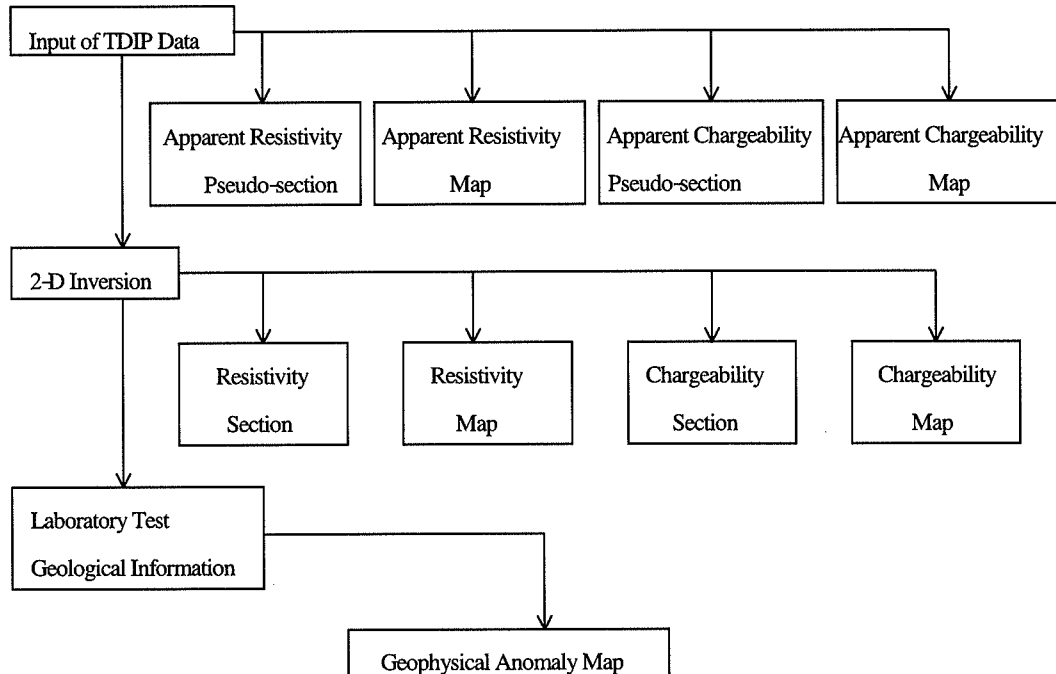 Input of TDIP Data
Apparent Resistivity
Pseudo-section
Apparent Resistivity
Map
Apparent Chargeability
Pseudo-section
Apparent Chargeability
Map
2-D Inversion
Resistivity
Section
Resistivity
Map
Chargeability
Section
Chargeability
Map
Laboratory Test
Geological Information
Geophysical Anomaly Map